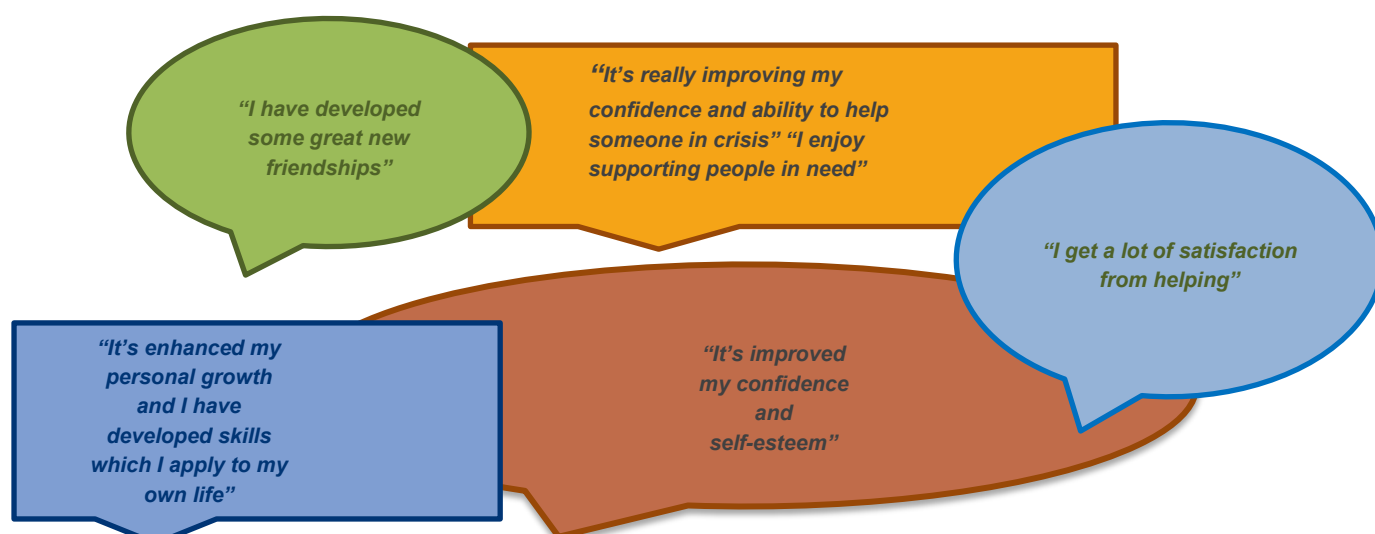 “I have developed
some great new
friendships”
“It’s really improving my
confidence and ability to help
someone in crisis” “I enjoy
supporting people in need”
“I get a lot of satisfaction
from helping”
“It’s enhanced my
personal growth
and I have
developed skills
which I apply to my
own life”
“It’s improved
my confidence
and
self-esteem”